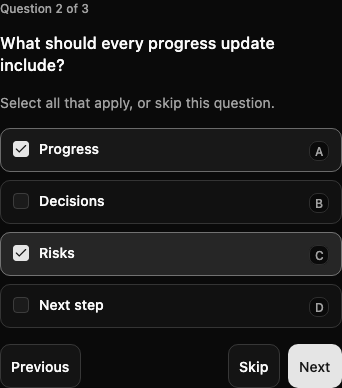 Question 2 of 3
What should every progress update
include?
Select all that apply, or skip this question.
Progress A
Decisions B
Risks C
Next step D
Previous Skip Next